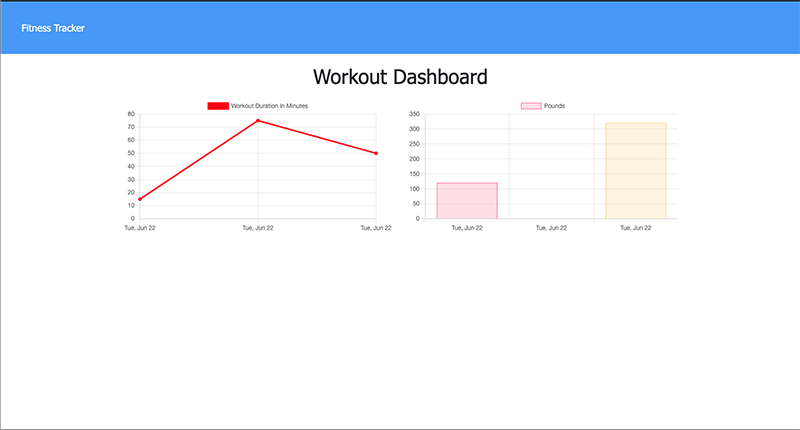 Fitness Tracker
Workout Dashboard
Workout Duration In Minutes
80
70
60
50
40
30
20
10
0
Tue, Jun 22 Tue, Jun 22 Tue, Jun 22
Pounds
350
300
250
200
150
100
50
0
Tue, Jun 22 Tue, Jun 22 Tue, Jun 22